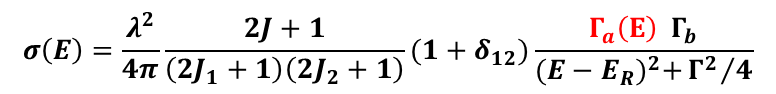 σ(E) = λ²/4π (2J + 1)/((2J₁ + 1)(2J₂ + 1)) (1 + δ₁₂) (Γₐ(E) Γ_b)/((E − E_R)² + Γ²/4)